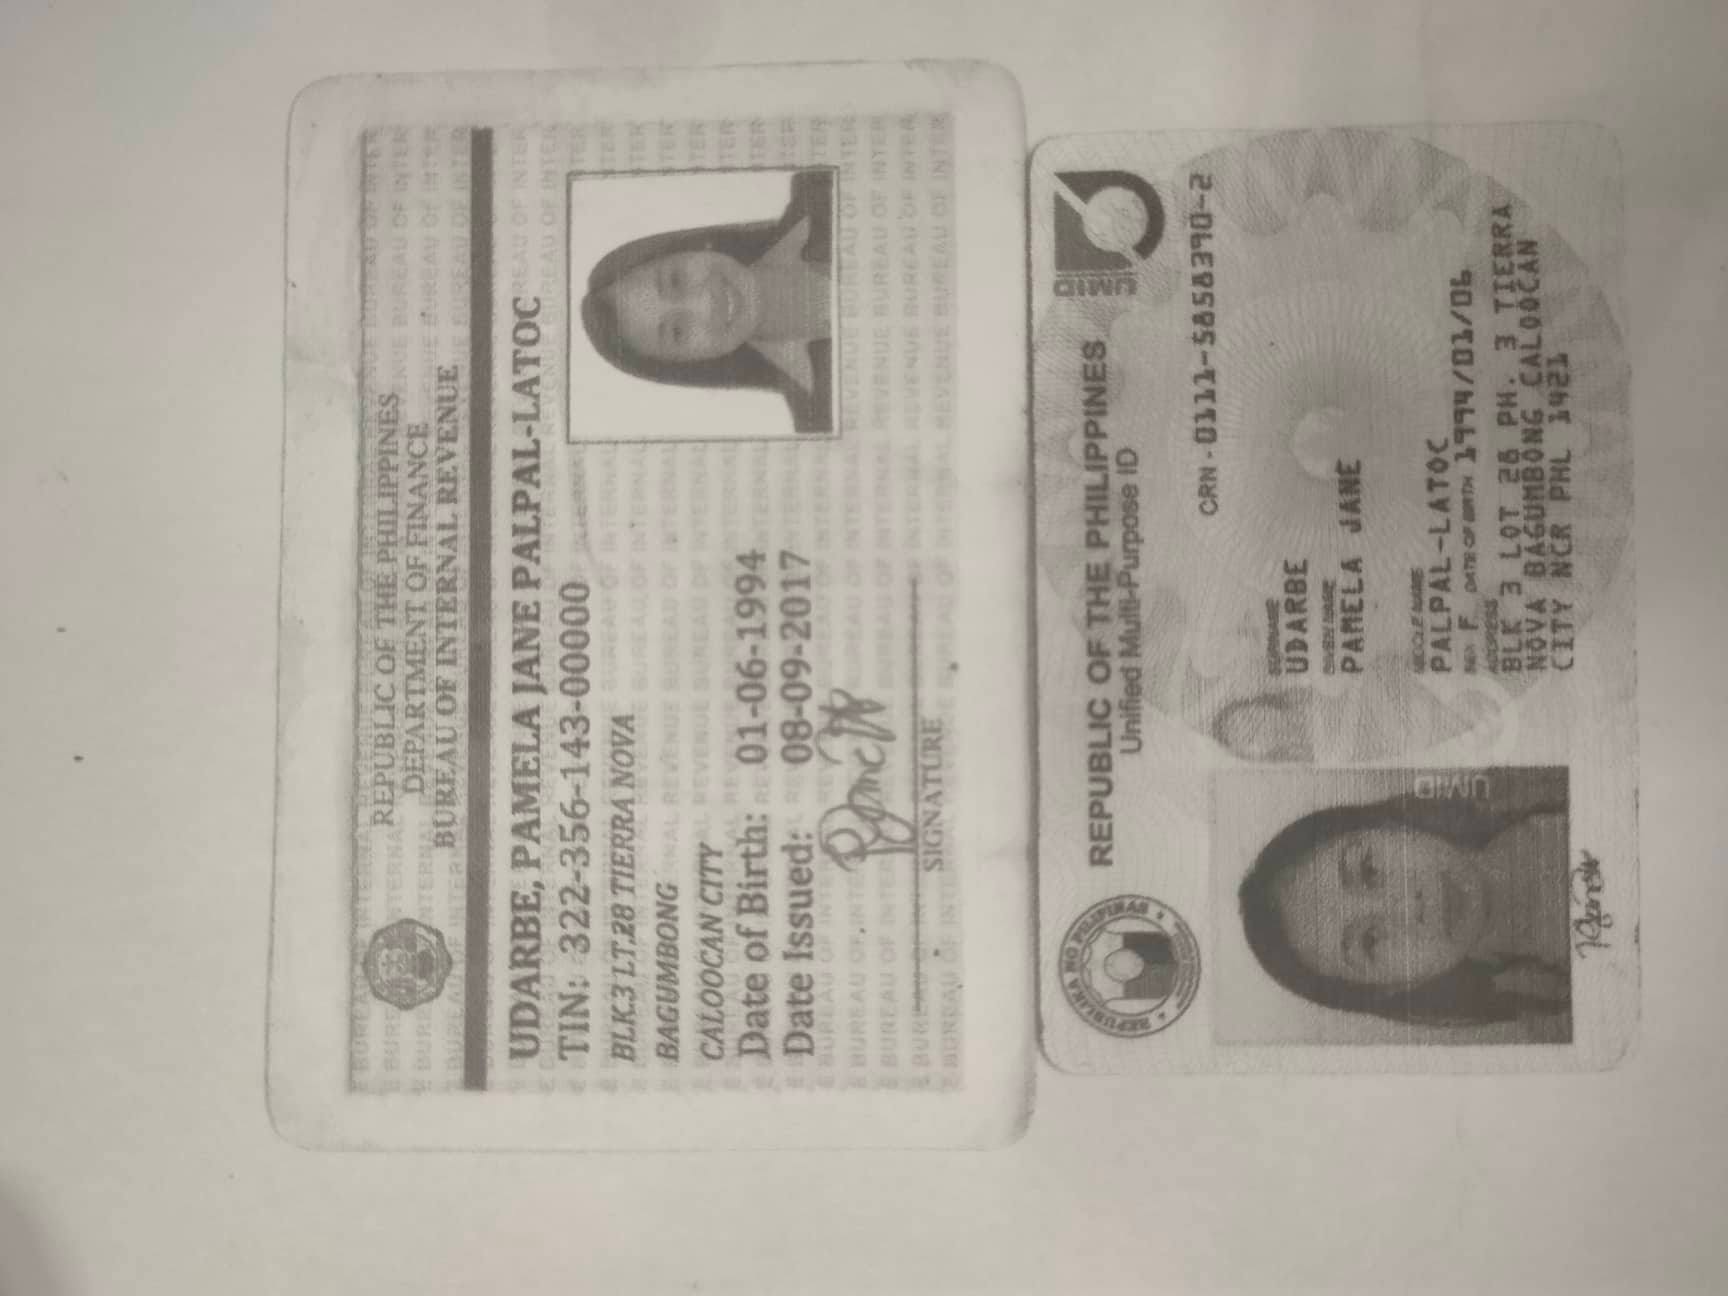 REPUBLIC OF THE PHILIPPINES
DEPARTMENT OF FINANCE
BUREAU OF INTERNAL REVENUE
UDARBE, PAMELA JANE PALPAL-LATOC
TIN: 322-356-143-00000
BLK.3 LT.28 TIERRA NOVA
BAGUMBONG
CALOOCAN CITY
Date of Birth: 01-06-1994
Date Issued: 08-09-2017
SIGNATURE
REPUBLIKA NG PILIPINAS
REPUBLIC OF THE PHILIPPINES
Unified Multi-Purpose ID
UMID
CRN-0111-5858390-2
SURNAME
UDARBE
GIVEN NAME
PAMELA JANE
MIDDLE NAME
PALPAL-LATOC
SEX F DATE OF BIRTH 1994/01/06
ADDRESS
BLK 3 LOT 28 PH. 3 TIERRA
NOVA BAGUMBONG CALOOCAN
CITY NCR PHL 1421
UMID